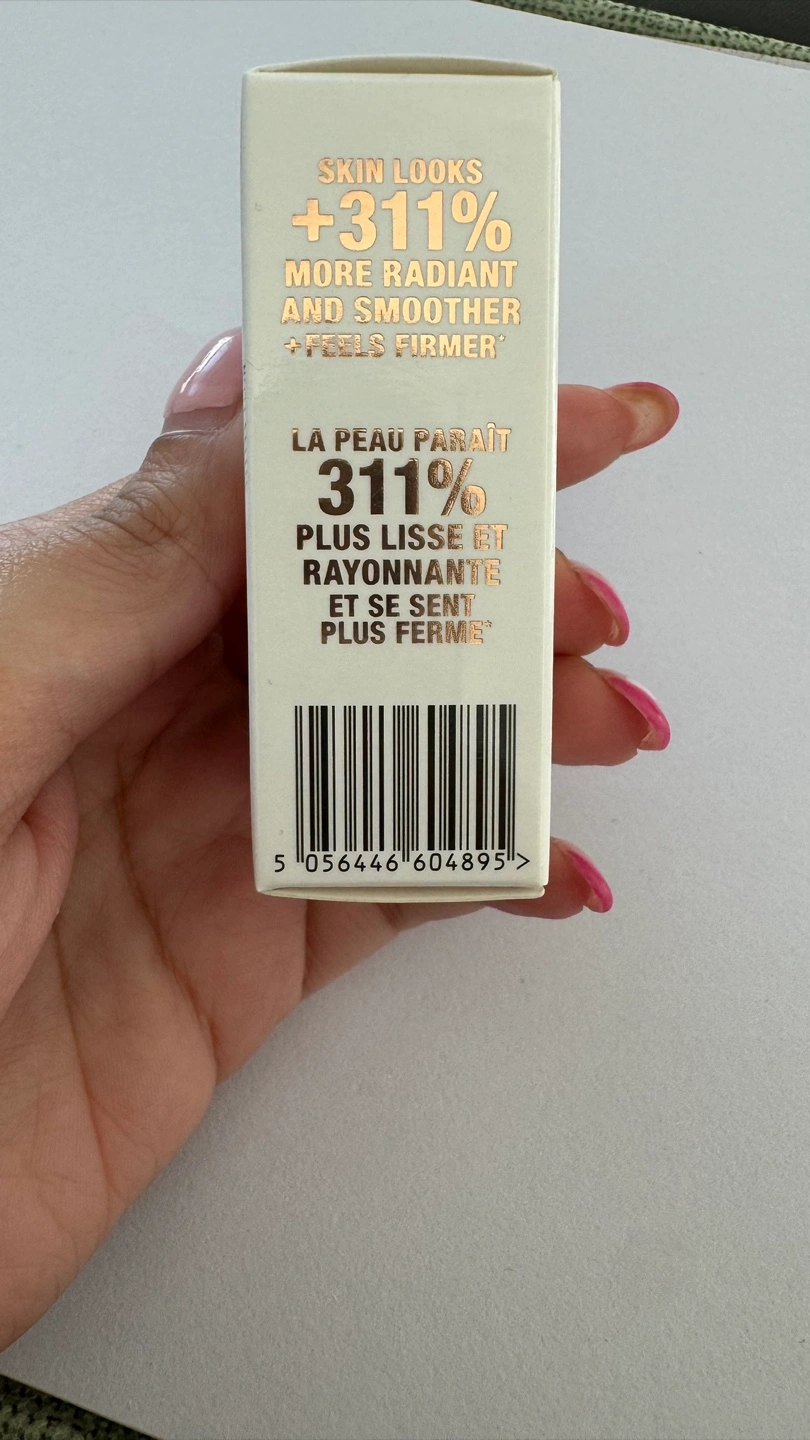 SKIN LOOKS
+311%
MORE RADIANT
AND SMOOTHER
+FEELS FIRMER*
LA PEAU PARAÎT
311%
PLUS LISSE ET
RAYONNANTE
ET SE SENT
PLUS FERME*
5 056446 604895 >